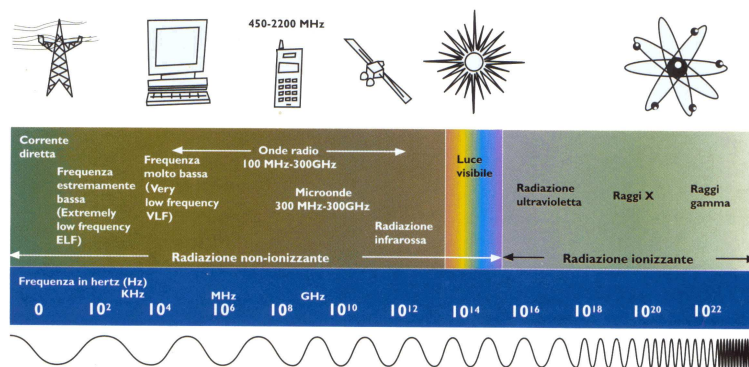 450-2200 MHz
Corrente
diretta
Frequenza
estremamente
bassa
(Extremely
low frequency
ELF)
Frequenza
molto bassa
(Very
low frequency
VLF)
Onde radio
100 MHz-300GHz
Microonde
300 MHz-300GHz
Radiazione
infrarossa
Luce
visibile
Radiazione
ultravioletta
Raggi X
Raggi
gamma
Radiazione non-ionizzante
Radiazione ionizzante
Frequenza in hertz (Hz)
KHz MHz GHz
0 10² 10⁴ 10⁶ 10⁸ 10¹⁰ 10¹² 10¹⁴ 10¹⁶ 10¹⁸ 10²⁰ 10²²